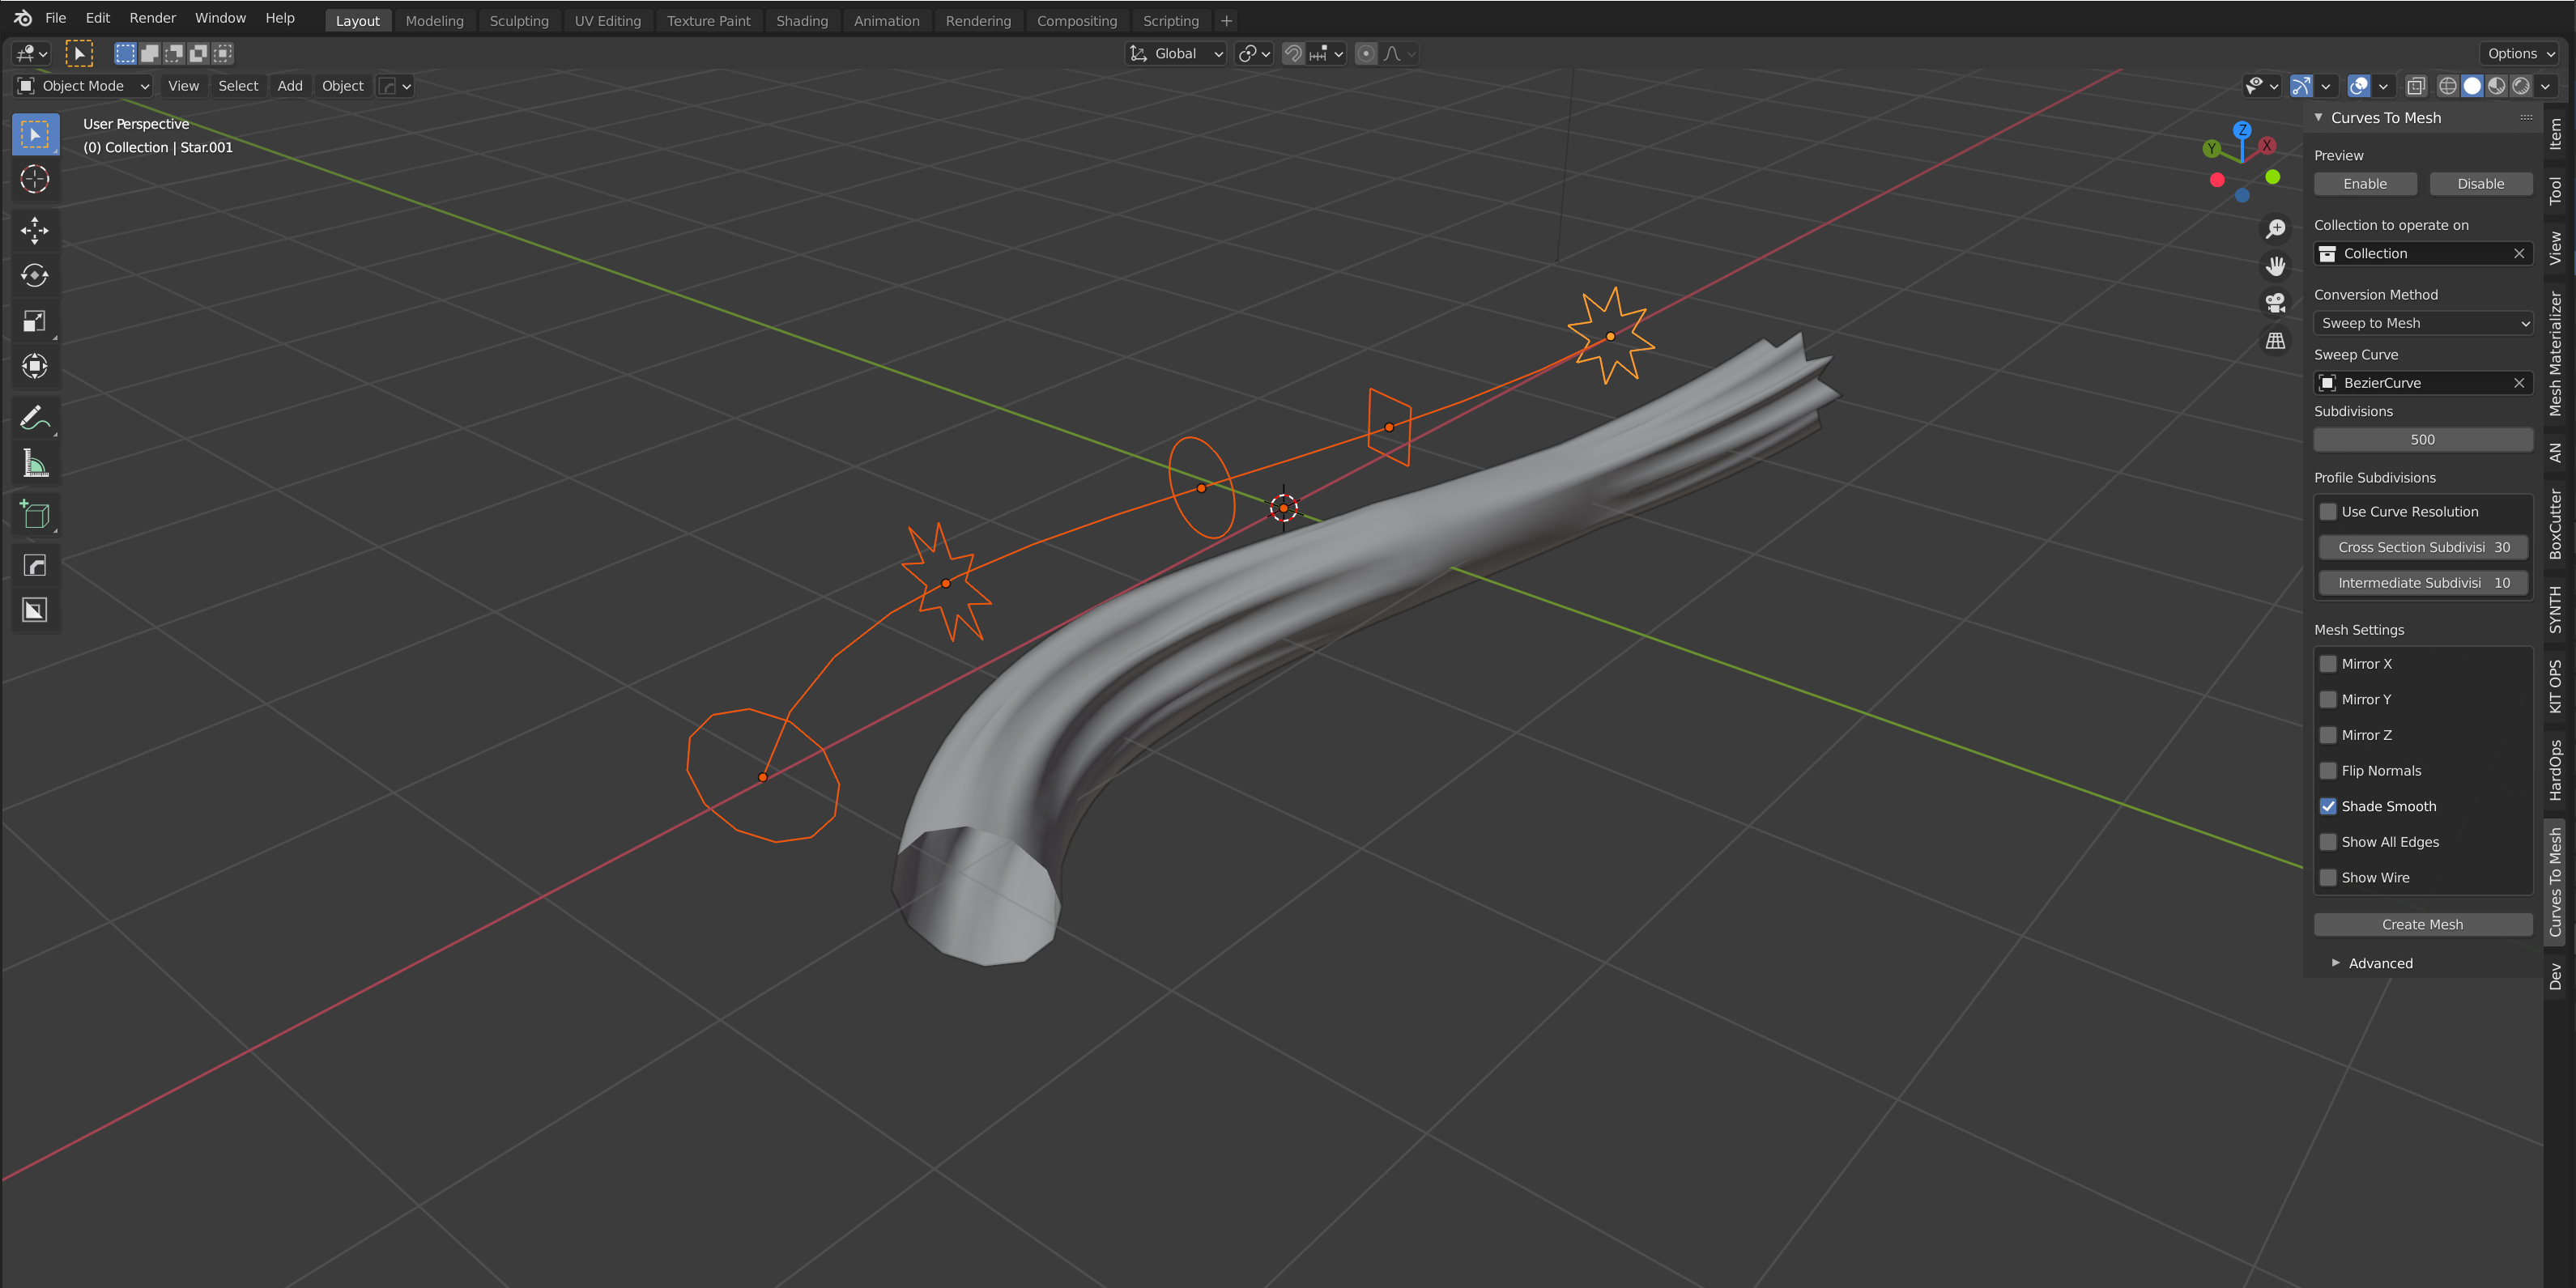 File Edit Render Window Help Layout Modeling Sculpting UV Editing Texture Paint Shading Animation Rendering Compositing Scripting +
Global Options
Object Mode View Select Add Object
User Perspective
(0) Collection | Star.001
Z
Y X
Curves To Mesh
Preview
Enable Disable
Collection to operate on
Collection
Conversion Method
Sweep to Mesh
Sweep Curve
BezierCurve
Subdivisions
500
Profile Subdivisions
Use Curve Resolution
Cross Section Subdivisi 30
Intermediate Subdivisi 10
Mesh Settings
Mirror X
Mirror Y
Mirror Z
Flip Normals
Shade Smooth
Show All Edges
Show Wire
Create Mesh
Advanced
Item
Tool
View
Mesh Materializer
AN
BoxCutter
SYNTH
KIT OPS
HardOps
Curves To Mesh
Dev